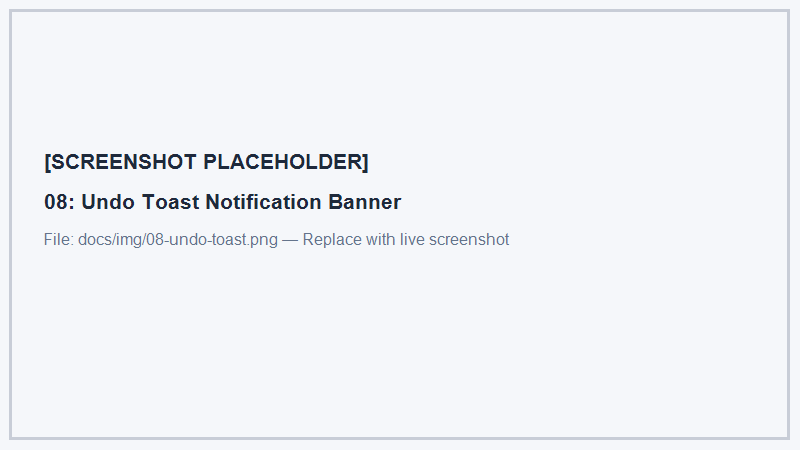 [SCREENSHOT PLACEHOLDER]
08: Undo Toast Notification Banner
File: docs/img/08-undo-toast.png — Replace with live screenshot